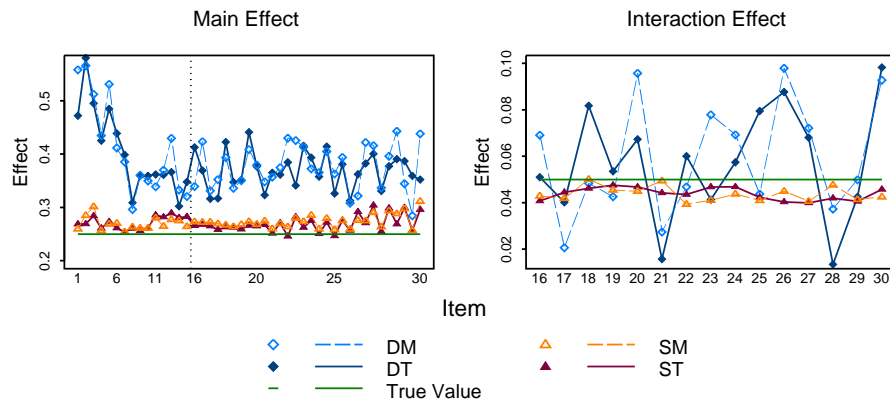 Main Effect Interaction Effect
Effect
0.2 0.3 0.4 0.5
1 6 11 16 20 25 30
Effect
0.02 0.04 0.06 0.08 0.10
16 17 18 19 20 21 22 23 24 25 26 27 28 29 30
Item
DM SM
DT ST
True Value